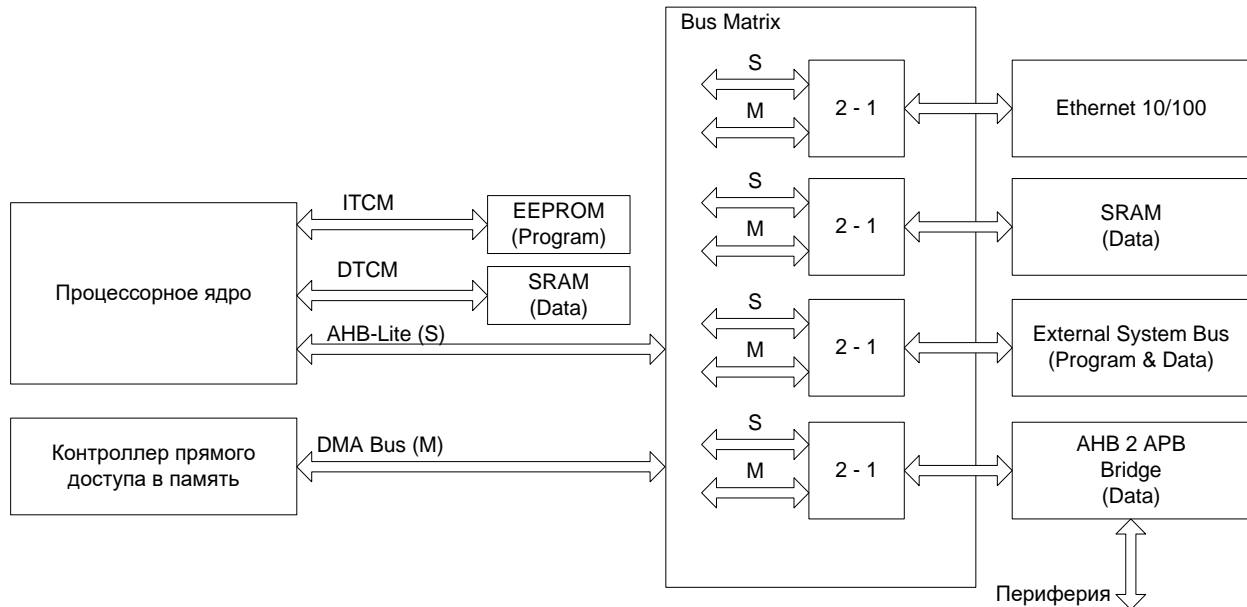 Bus Matrix
S
M
2 - 1
Ethernet 10/100
S
M
2 - 1
SRAM
(Data)
ITCM
EEPROM
(Program)
Процессорное ядро
DTCM
SRAM
(Data)
AHB-Lite (S)
S
M
2 - 1
External System Bus
(Program & Data)
Контроллер прямого
доступа в память
DMA Bus (M)
S
M
2 - 1
AHB 2 APB
Bridge
(Data)
Периферия